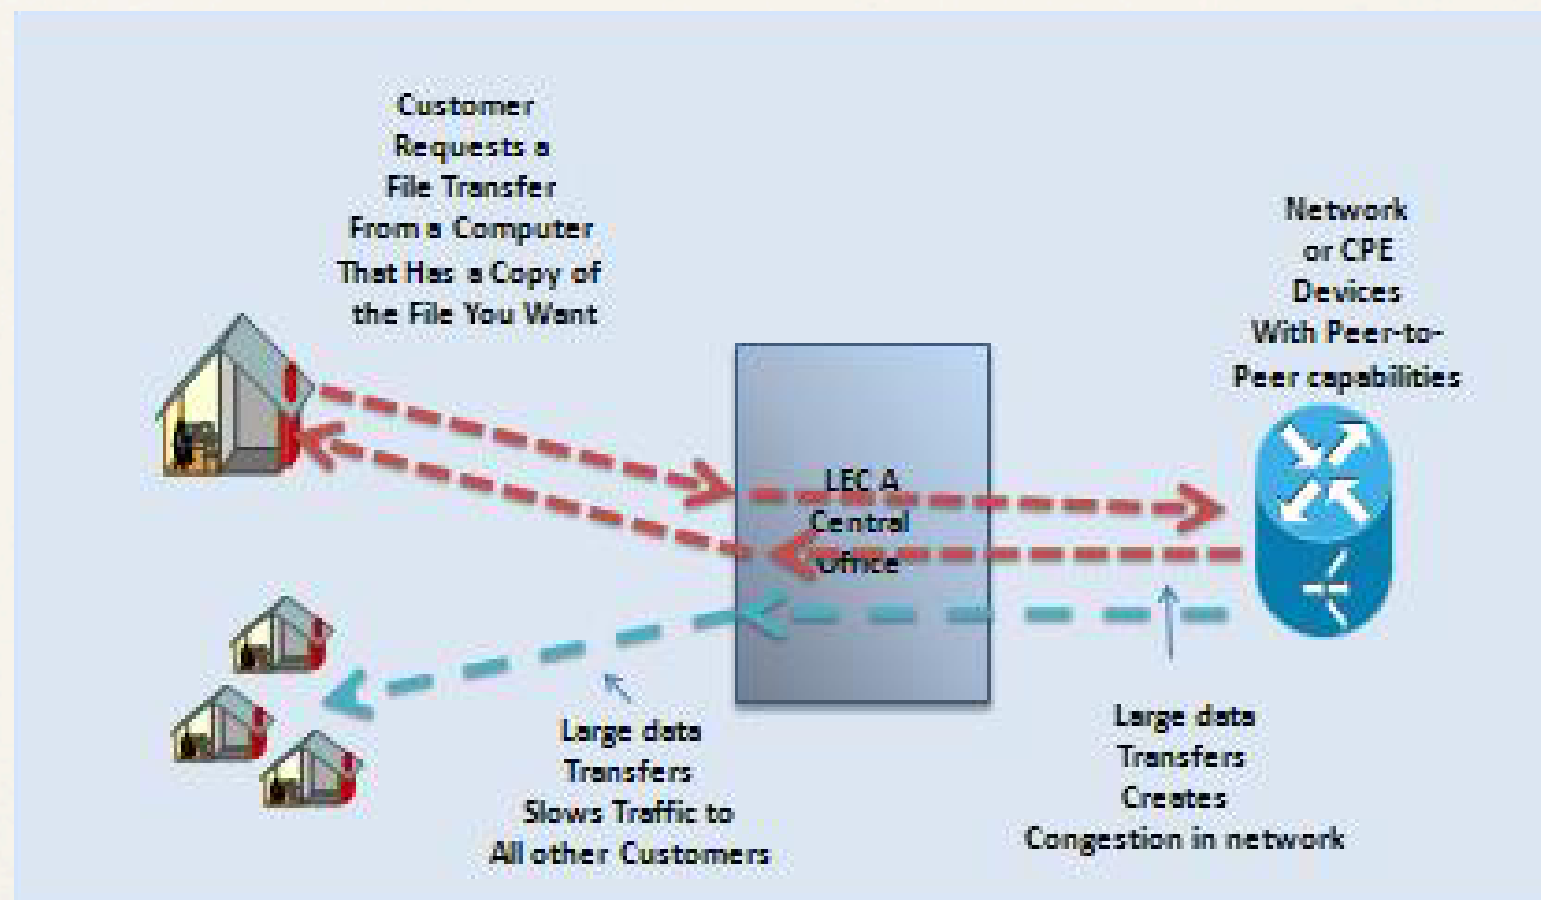 Customer
Requests a
File Transfer
From a Computer
That Has a Copy of
the File You Want
Network
or CPE
Devices
With Peer-to-
Peer capabilities
LEC A
Central
Office
Large data
Transfers
Slows Traffic to
All other Customers
Large data
Transfers
Creates
Congestion in network